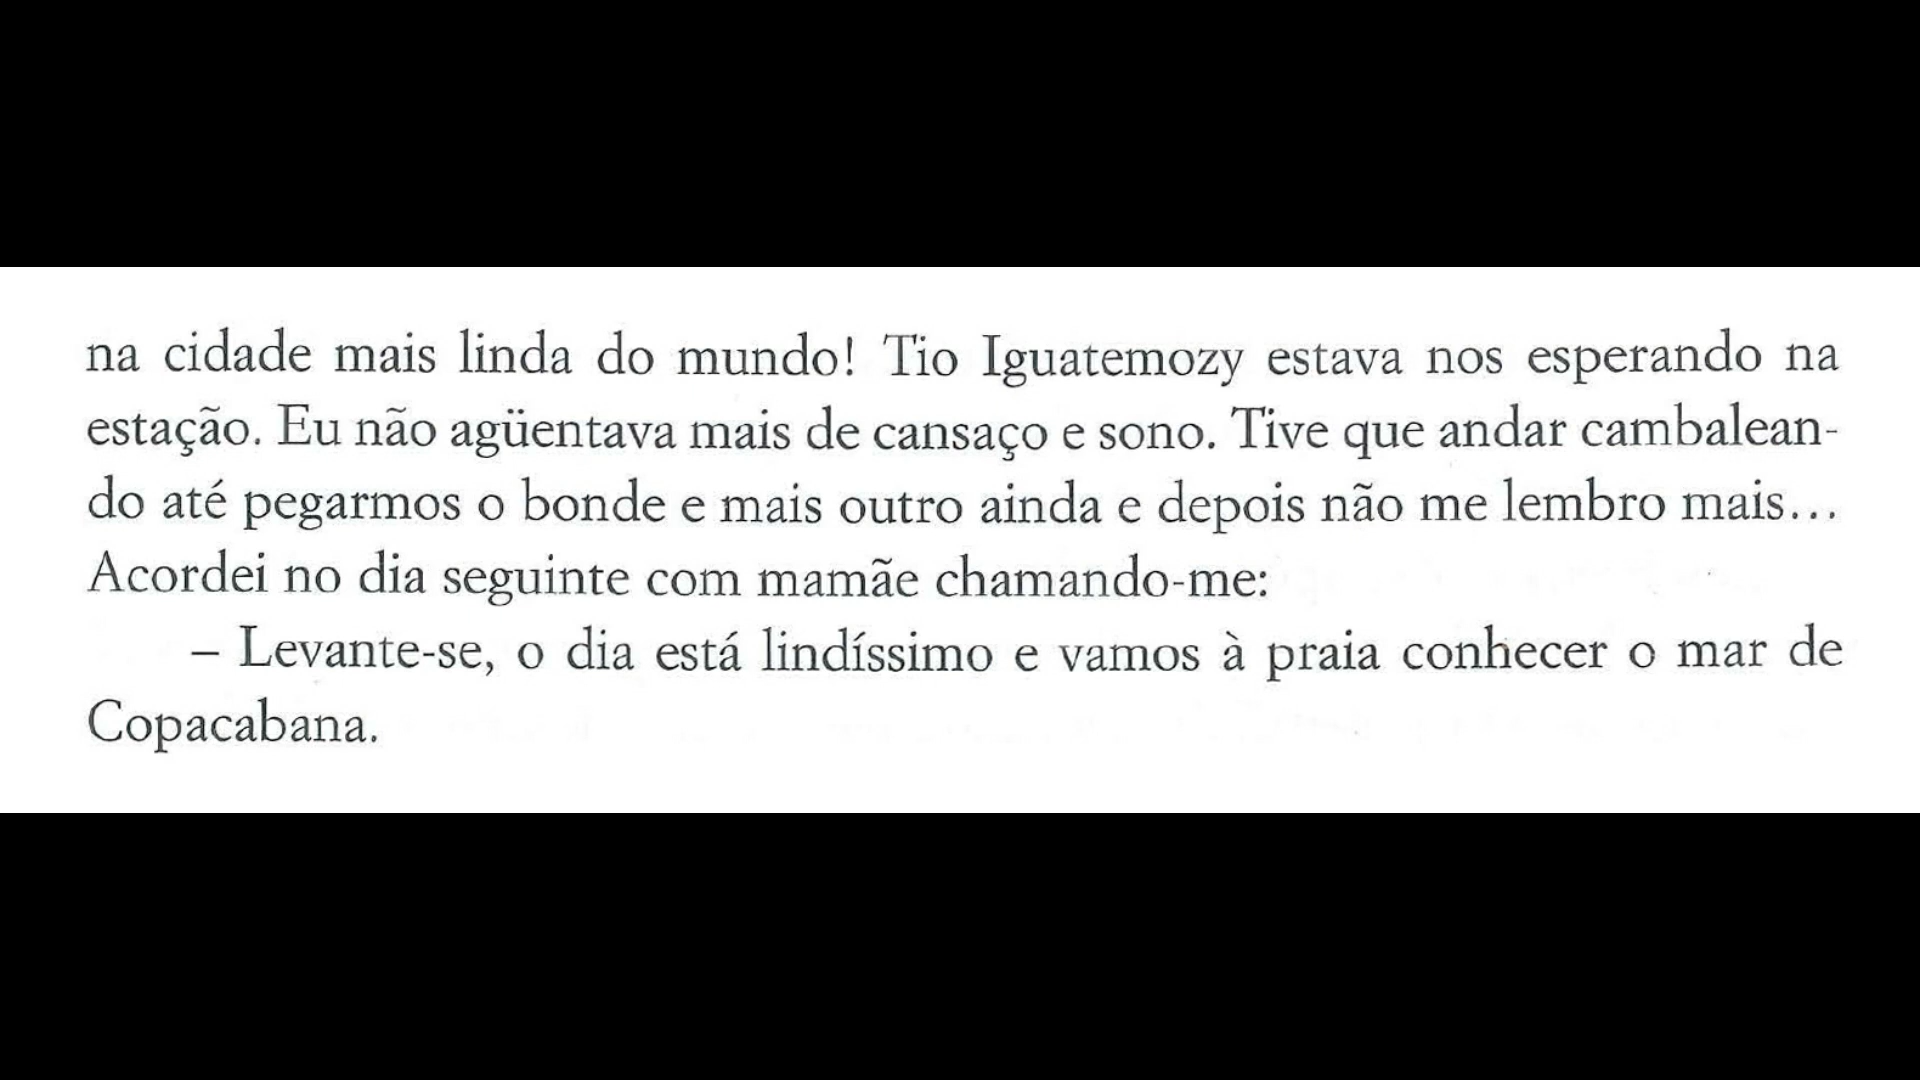 na cidade mais linda do mundo! Tio Iguatemozy estava nos esperando na
estação. Eu não agüentava mais de cansaço e sono. Tive que andar cambalean-
do até pegarmos o bonde e mais outro ainda e depois não me lembro mais...
Acordei no dia seguinte com mamãe chamando-me:
– Levante-se, o dia está lindíssimo e vamos à praia conhecer o mar de
Copacabana.